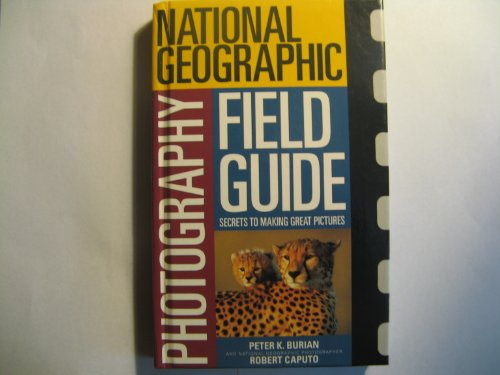 NATIONAL
GEOGRAPHIC
PHOTOGRAPHY
FIELD
GUIDE
SECRETS TO MAKING GREAT PICTURES
PETER K. BURIAN
AND NATIONAL GEOGRAPHIC PHOTOGRAPHER
ROBERT CAPUTO